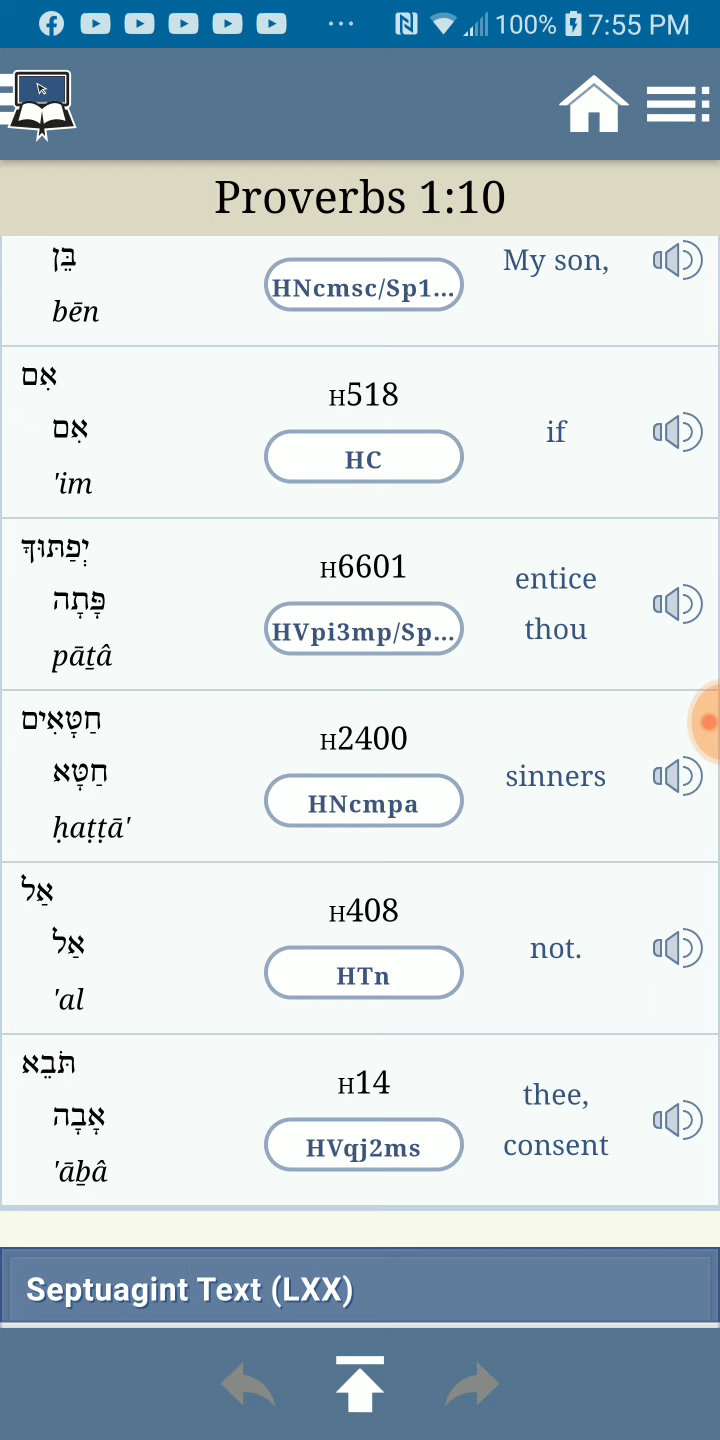 100% 7:55 PM
Proverbs 1:10
בֵּן
bēn
HNcmsc/Sp1...
My son,
אִם
אִם
'im
H518
HC
if
יְפַתּוּךָ
פָּתָה
pāṯâ
H6601
HVpi3mp/Sp...
entice
thou
חַטָּאִים
חַטָּא
ḥaṭṭā'
H2400
HNcmpa
sinners
אַל
אַל
'al
H408
HTn
not.
תֹּבֵא
אָבָה
'āḇâ
H14
HVqj2ms
thee,
consent
Septuagint Text (LXX)